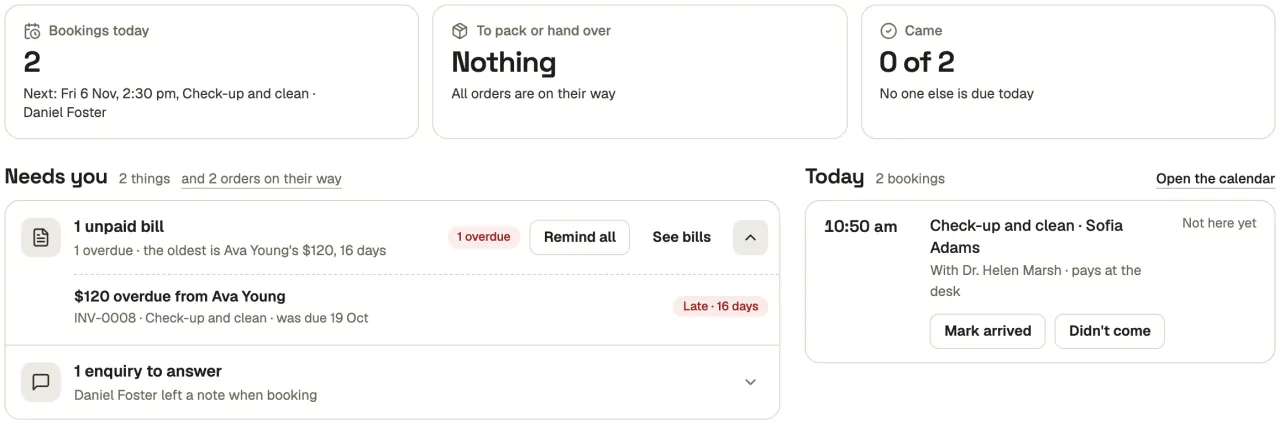 Bookings today
2
Next: Fri 6 Nov, 2:30 pm, Check-up and clean ·
Daniel Foster
To pack or hand over
Nothing
All orders are on their way
Came
0 of 2
No one else is due today
Needs you 2 things and 2 orders on their way
1 unpaid bill
1 overdue · the oldest is Ava Young's $120, 16 days
1 overdue
Remind all
See bills
$120 overdue from Ava Young
INV-0008 · Check-up and clean · was due 19 Oct
Late · 16 days
1 enquiry to answer
Daniel Foster left a note when booking
Today 2 bookings
Open the calendar
10:50 am
Check-up and clean · Sofia
Adams
With Dr. Helen Marsh · pays at the
desk
Not here yet
Mark arrived
Didn't come